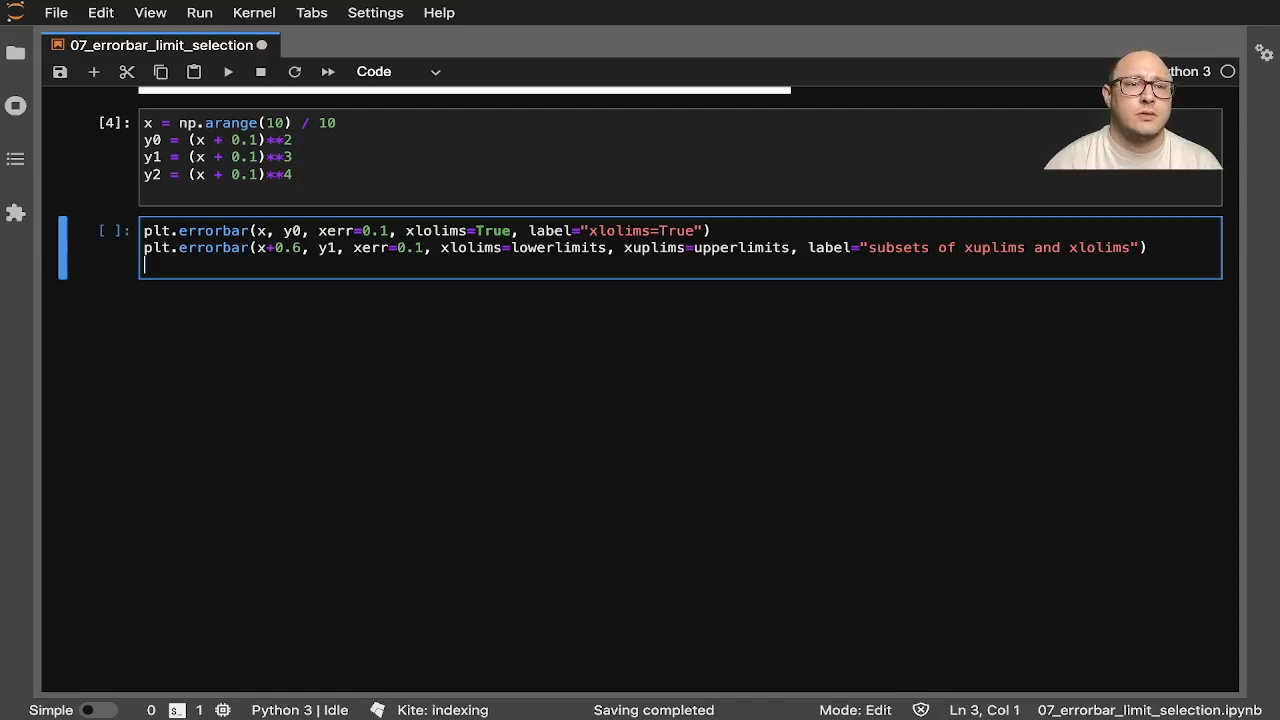 File Edit View Run Kernel Tabs Settings Help
07_errorbar_limit_selection
Code
thon 3
[4]:
x = np.arange(10) / 10
y0 = (x + 0.1)**2
y1 = (x + 0.1)**3
y2 = (x + 0.1)**4
[ ]:
plt.errorbar(x, y0, xerr=0.1, xlolims=True, label="xlolims=True")
plt.errorbar(x+0.6, y1, xerr=0.1, xlolims=lowerlimits, xuplims=upperlimits, label="subsets of xuplims and xlolims")
Simple 0 1 Python 3 | Idle Kite: indexing Saving completed Mode: Edit Ln 3, Col 1 07_errorbar_limit_selection.ipynb